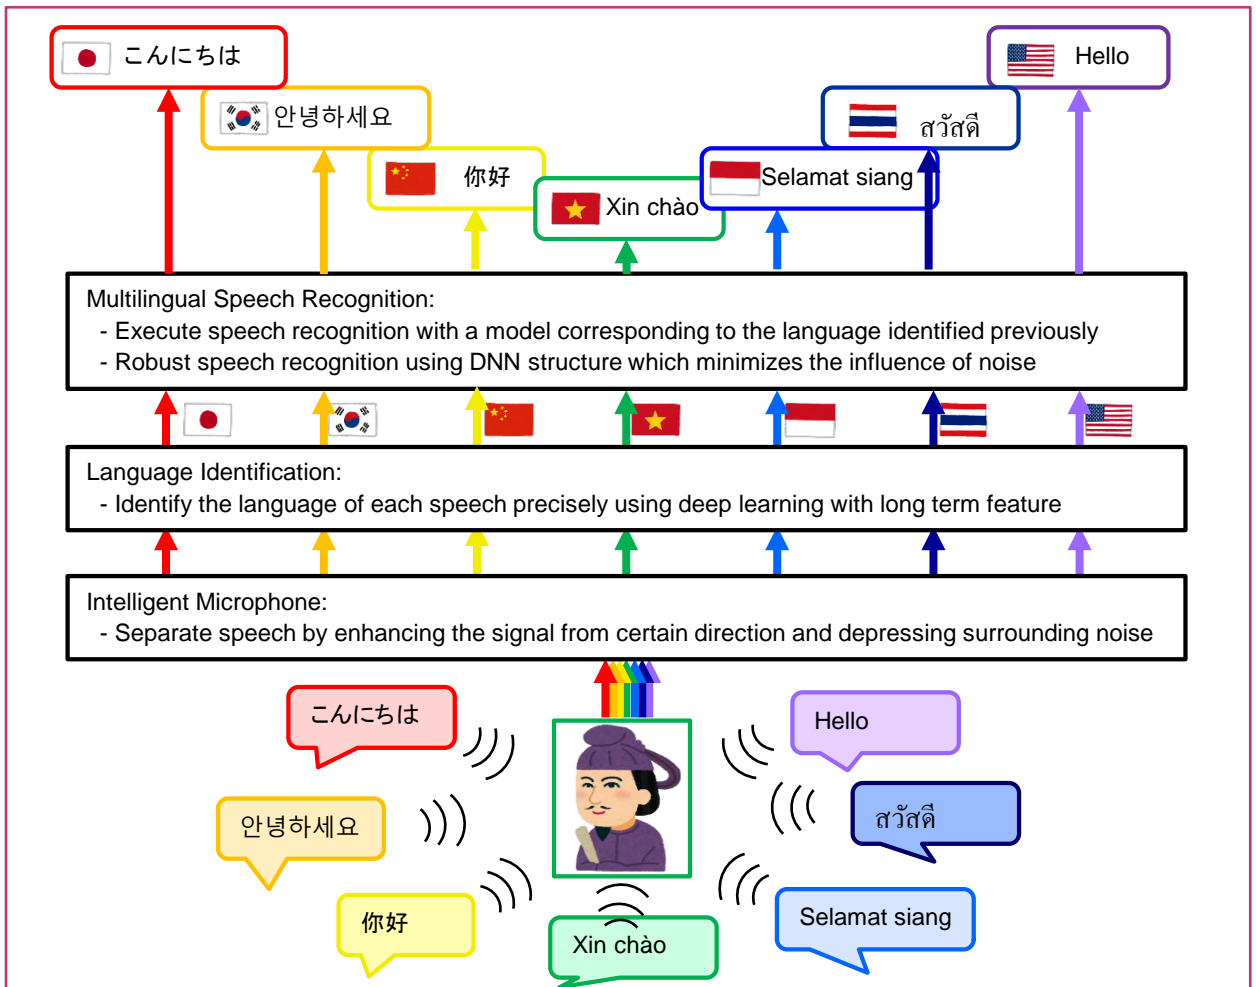 こんにちは
Hello
안녕하세요
สวัสดี
你好
Selamat siang
Xin chào
Multilingual Speech Recognition:
- Execute speech recognition with a model corresponding to the language identified previously
- Robust speech recognition using DNN structure which minimizes the influence of noise
Language Identification:
- Identify the language of each speech precisely using deep learning with long term feature
Intelligent Microphone:
- Separate speech by enhancing the signal from certain direction and depressing surrounding noise
こんにちは
Hello
안녕하세요
สวัสดี
你好
Selamat siang
Xin chào